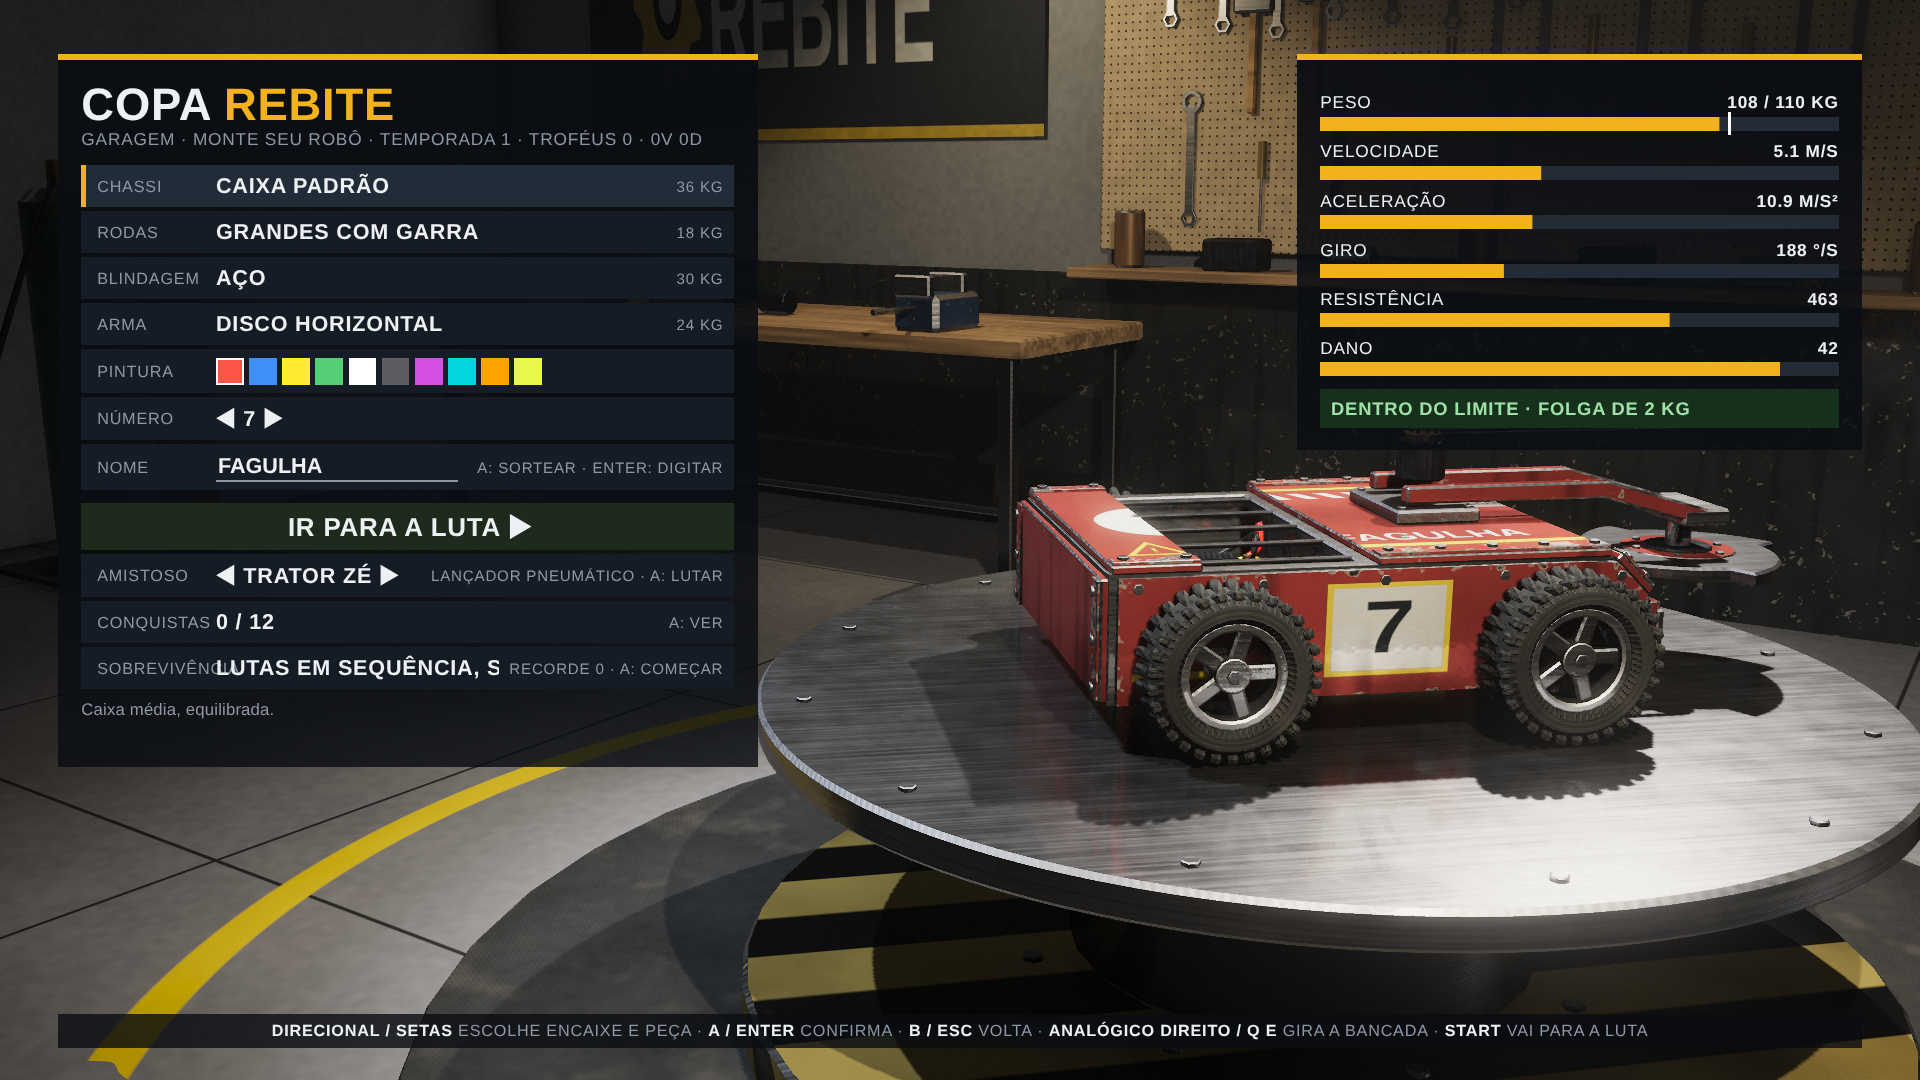 REBITE
COPA REBITE
GARAGEM · MONTE SEU ROBÔ · TEMPORADA 1 · TROFÉUS 0 · 0V 0D
CHASSI CAIXA PADRÃO 36 KG
RODAS GRANDES COM GARRA 18 KG
BLINDAGEM AÇO 30 KG
ARMA DISCO HORIZONTAL 24 KG
PINTURA
NÚMERO ◀ 7 ▶
NOME FAGULHA A: SORTEAR · ENTER: DIGITAR
IR PARA A LUTA ▶
AMISTOSO ◀ TRATOR ZÉ ▶ LANÇADOR PNEUMÁTICO · A: LUTAR
CONQUISTAS 0 / 12 A: VER
SOBREVIVÊNCIA LUTAS EM SEQUÊNCIA, S RECORDE 0 · A: COMEÇAR
Caixa média, equilibrada.
PESO 108 / 110 KG
VELOCIDADE 5.1 M/S
ACELERAÇÃO 10.9 M/S²
GIRO 188 °/S
RESISTÊNCIA 463
DANO 42
DENTRO DO LIMITE · FOLGA DE 2 KG
FAGULHA
7
DIRECIONAL / SETAS ESCOLHE ENCAIXE E PEÇA · A / ENTER CONFIRMA · B / ESC VOLTA · ANALÓGICO DIREITO / Q E GIRA A BANCADA · START VAI PARA A LUTA